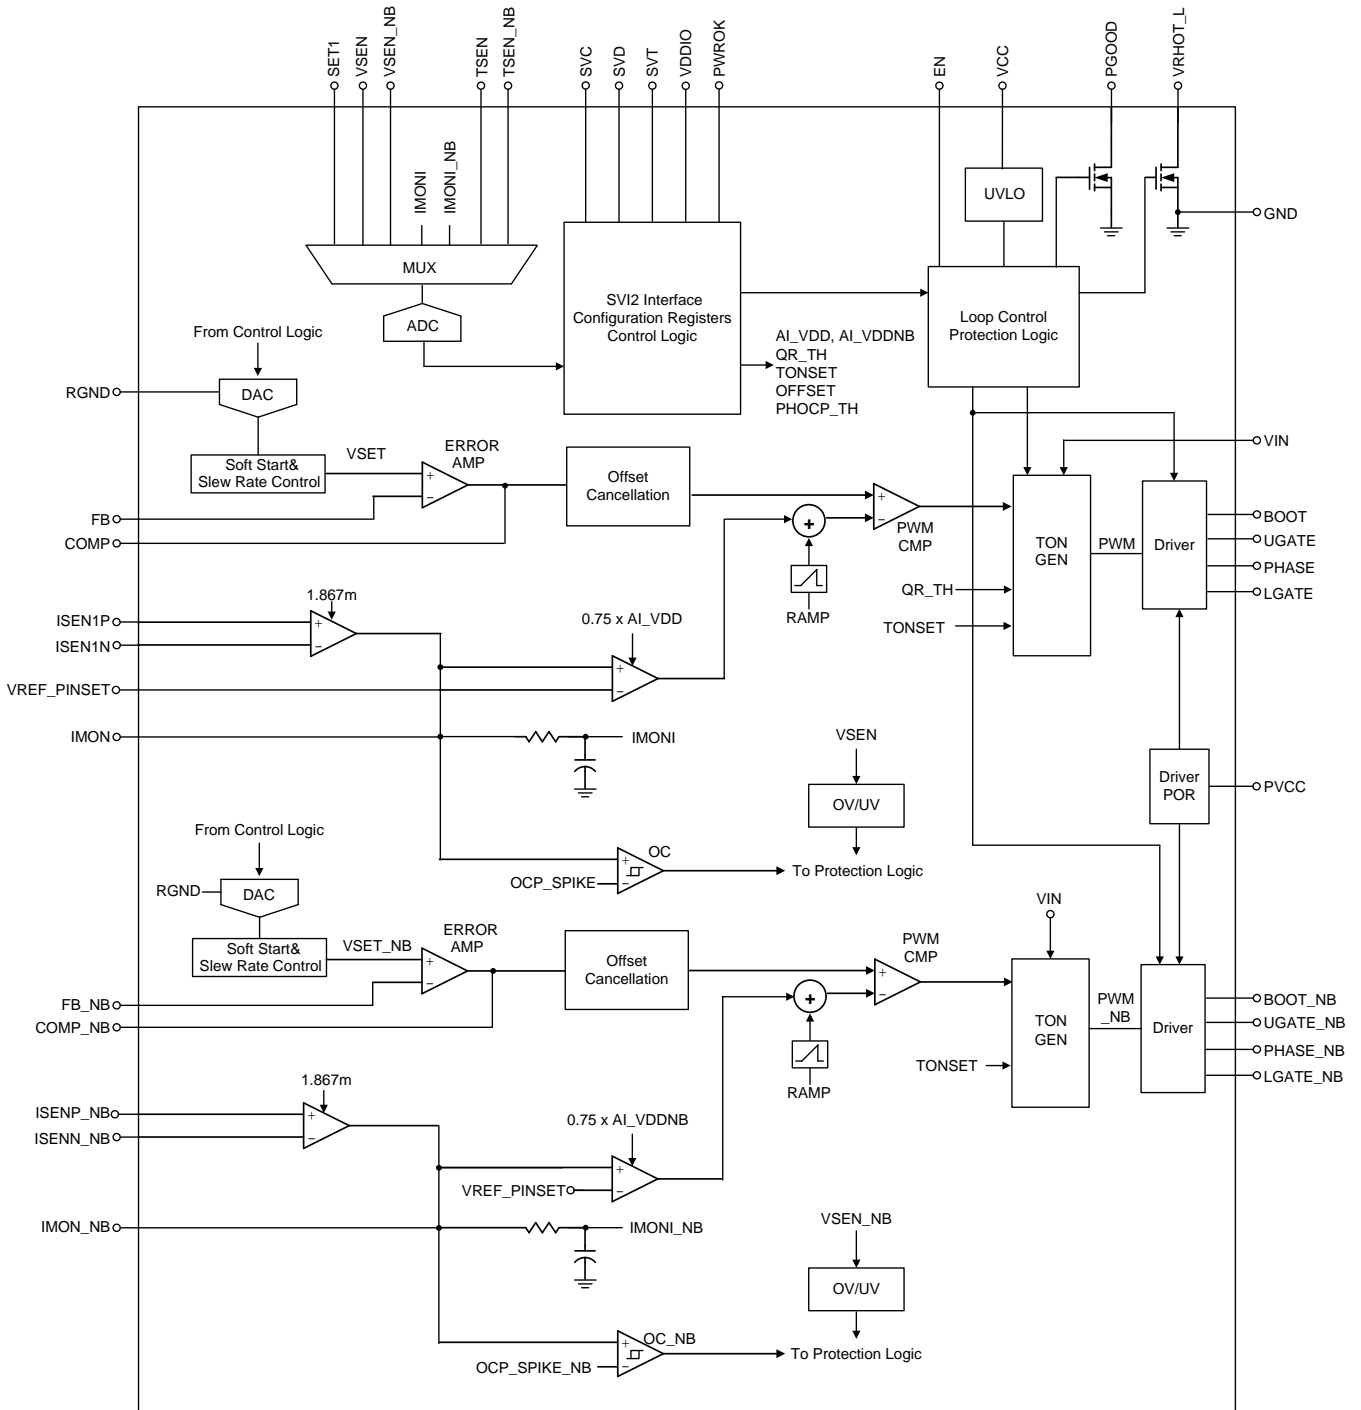 SET1
VSEN
VSEN_NB
TSEN
TSEN_NB
SVC
SVD
SVT
VDDIO
PWROK
EN
VCC
PGOOD
VRHOT_L
IMONI
IMONI_NB
UVLO
GND
MUX
ADC
SVI2 Interface
Configuration Registers
Control Logic
Loop Control
Protection Logic
From Control Logic
AI_VDD, AI_VDDNB
QR_TH
TONSET
OFFSET
PHOCP_TH
RGND
DAC
VIN
Soft Start&
Slew Rate Control
VSET
ERROR
AMP
+
−
Offset
Cancellation
+
−
PWM
CMP
+
RAMP
FB
COMP
TON
GEN
PWM
Driver
BOOT
UGATE
PHASE
LGATE
QR_TH
TONSET
1.867m
ISEN1P
ISEN1N
+
−
0.75 x AI_VDD
+
−
VREF_PINSET
IMON
IMONI
VSEN
OV/UV
To Protection Logic
Driver
POR
PVCC
From Control Logic
+
−
OC
OCP_SPIKE
RGND
DAC
VIN
Soft Start&
Slew Rate Control
VSET_NB
ERROR
AMP
+
−
Offset
Cancellation
PWM
CMP
+
−
+
RAMP
FB_NB
COMP_NB
TON
GEN
PWM
_NB
Driver
BOOT_NB
UGATE_NB
PHASE_NB
LGATE_NB
TONSET
1.867m
ISENP_NB
ISENN_NB
+
−
0.75 x AI_VDDNB
+
−
VREF_PINSET
IMON_NB
IMONI_NB
VSEN_NB
OV/UV
To Protection Logic
+
−
OC_NB
OCP_SPIKE_NB